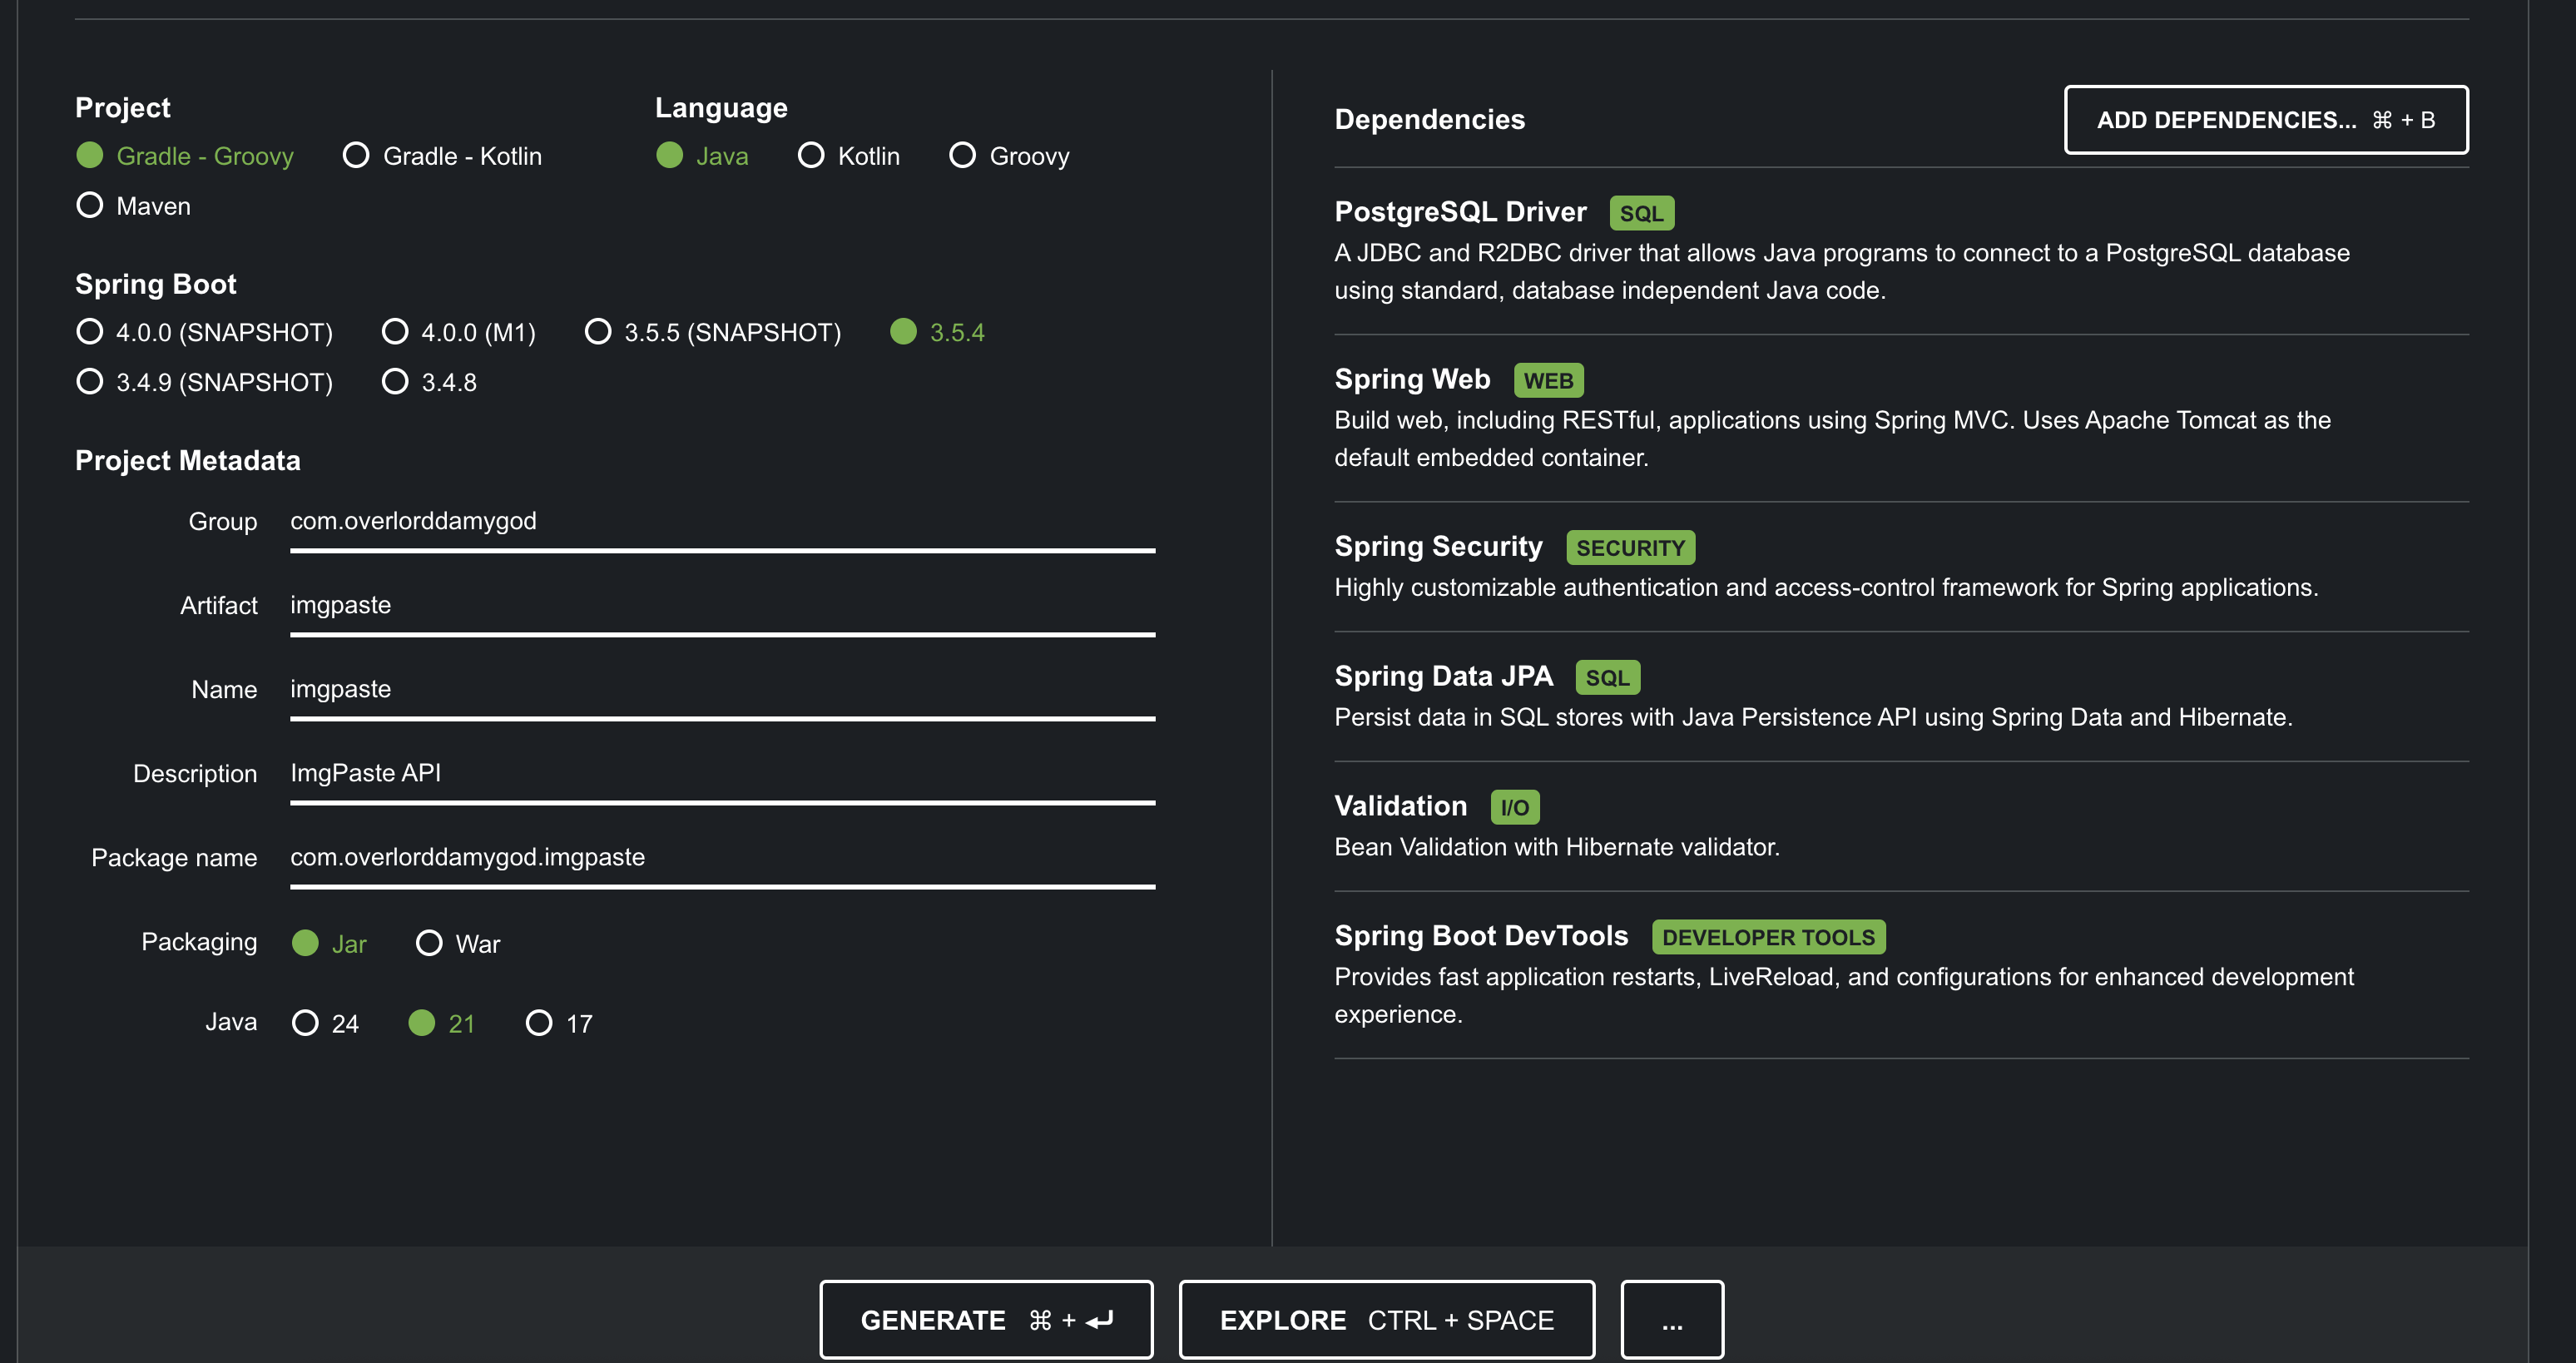 Project
Gradle - Groovy
Gradle - Kotlin
Maven
Language
Java
Kotlin
Groovy
Spring Boot
4.0.0 (SNAPSHOT)
4.0.0 (M1)
3.5.5 (SNAPSHOT)
3.5.4
3.4.9 (SNAPSHOT)
3.4.8
Project Metadata
Group com.overlorddamygod
Artifact imgpaste
Name imgpaste
Description ImgPaste API
Package name com.overlorddamygod.imgpaste
Packaging Jar War
Java 24 21 17
Dependencies
ADD DEPENDENCIES... ⌘ + B
PostgreSQL Driver SQL
A JDBC and R2DBC driver that allows Java programs to connect to a PostgreSQL database
using standard, database independent Java code.
Spring Web WEB
Build web, including RESTful, applications using Spring MVC. Uses Apache Tomcat as the
default embedded container.
Spring Security SECURITY
Highly customizable authentication and access-control framework for Spring applications.
Spring Data JPA SQL
Persist data in SQL stores with Java Persistence API using Spring Data and Hibernate.
Validation I/O
Bean Validation with Hibernate validator.
Spring Boot DevTools DEVELOPER TOOLS
Provides fast application restarts, LiveReload, and configurations for enhanced development
experience.
GENERATE ⌘ + ⏎
EXPLORE CTRL + SPACE
...